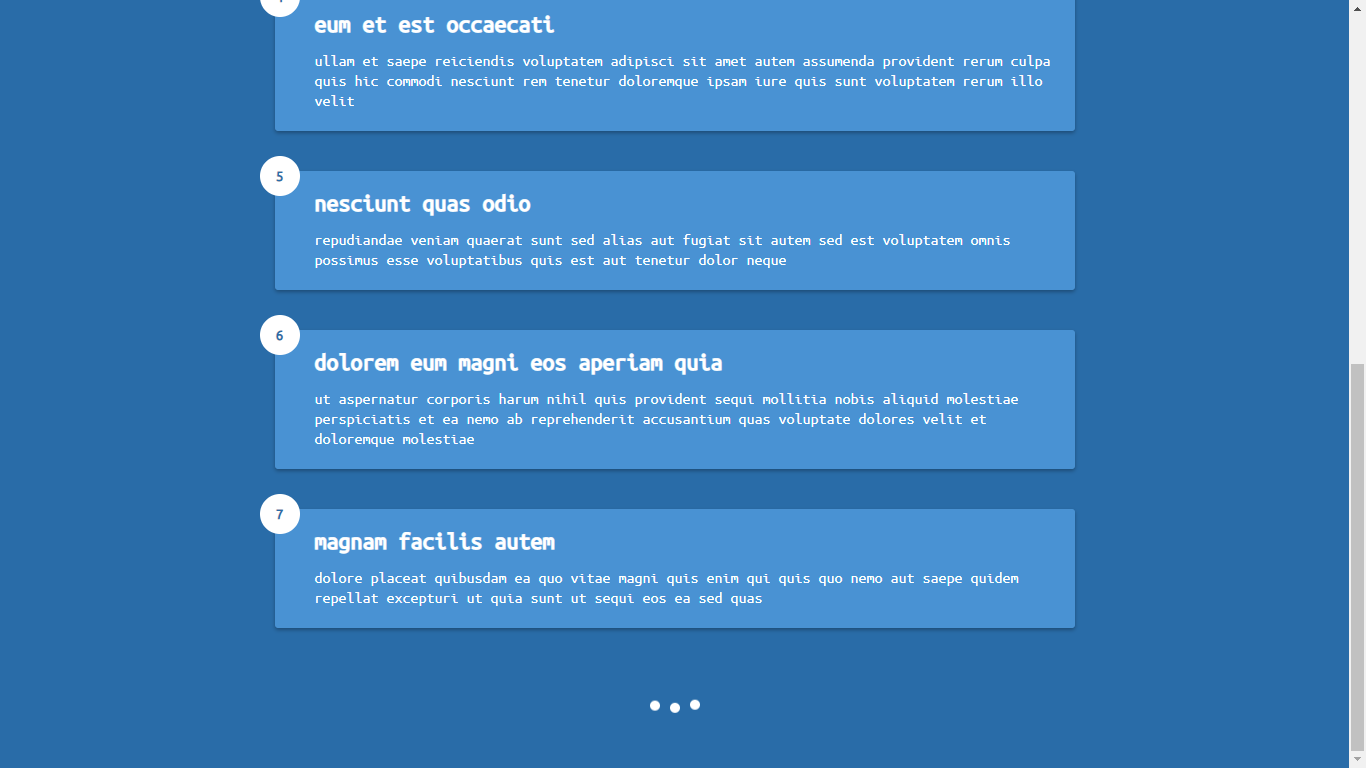 eum et est occaecati
ullam et saepe reiciendis voluptatem adipisci sit amet autem assumenda provident rerum culpa
quis hic commodi nesciunt rem tenetur doloremque ipsam iure quis sunt voluptatem rerum illo
velit
5
nesciunt quas odio
repudiandae veniam quaerat sunt sed alias aut fugiat sit autem sed est voluptatem omnis
possimus esse voluptatibus quis est aut tenetur dolor neque
6
dolorem eum magni eos aperiam quia
ut aspernatur corporis harum nihil quis provident sequi mollitia nobis aliquid molestiae
perspiciatis et ea nemo ab reprehenderit accusantium quas voluptate dolores velit et
doloremque molestiae
7
magnam facilis autem
dolore placeat quibusdam ea quo vitae magni quis enim qui quis quo nemo aut saepe quidem
repellat excepturi ut quia sunt ut sequi eos ea sed quas